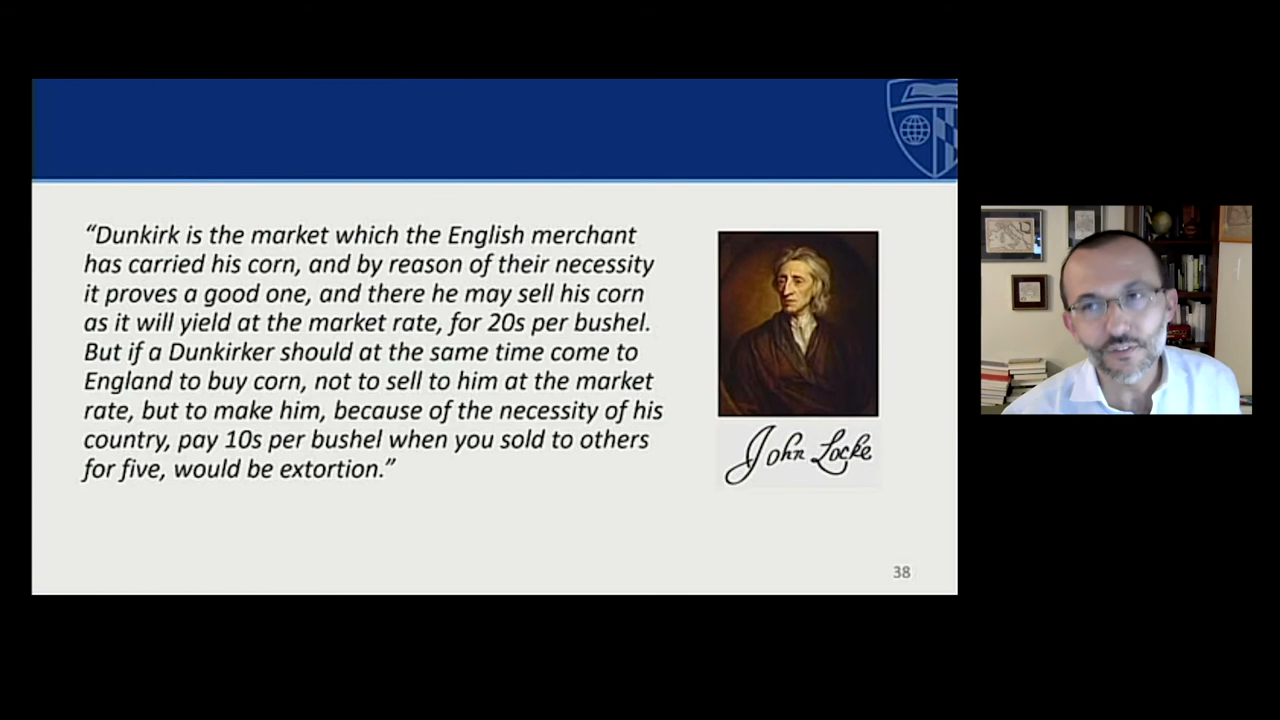 “Dunkirk is the market which the English merchant
has carried his corn, and by reason of their necessity
it proves a good one, and there he may sell his corn
as it will yield at the market rate, for 20s per bushel.
But if a Dunkirker should at the same time come to
England to buy corn, not to sell to him at the market
rate, but to make him, because of the necessity of his
country, pay 10s per bushel when you sold to others
for five, would be extortion.”
John Locke
38